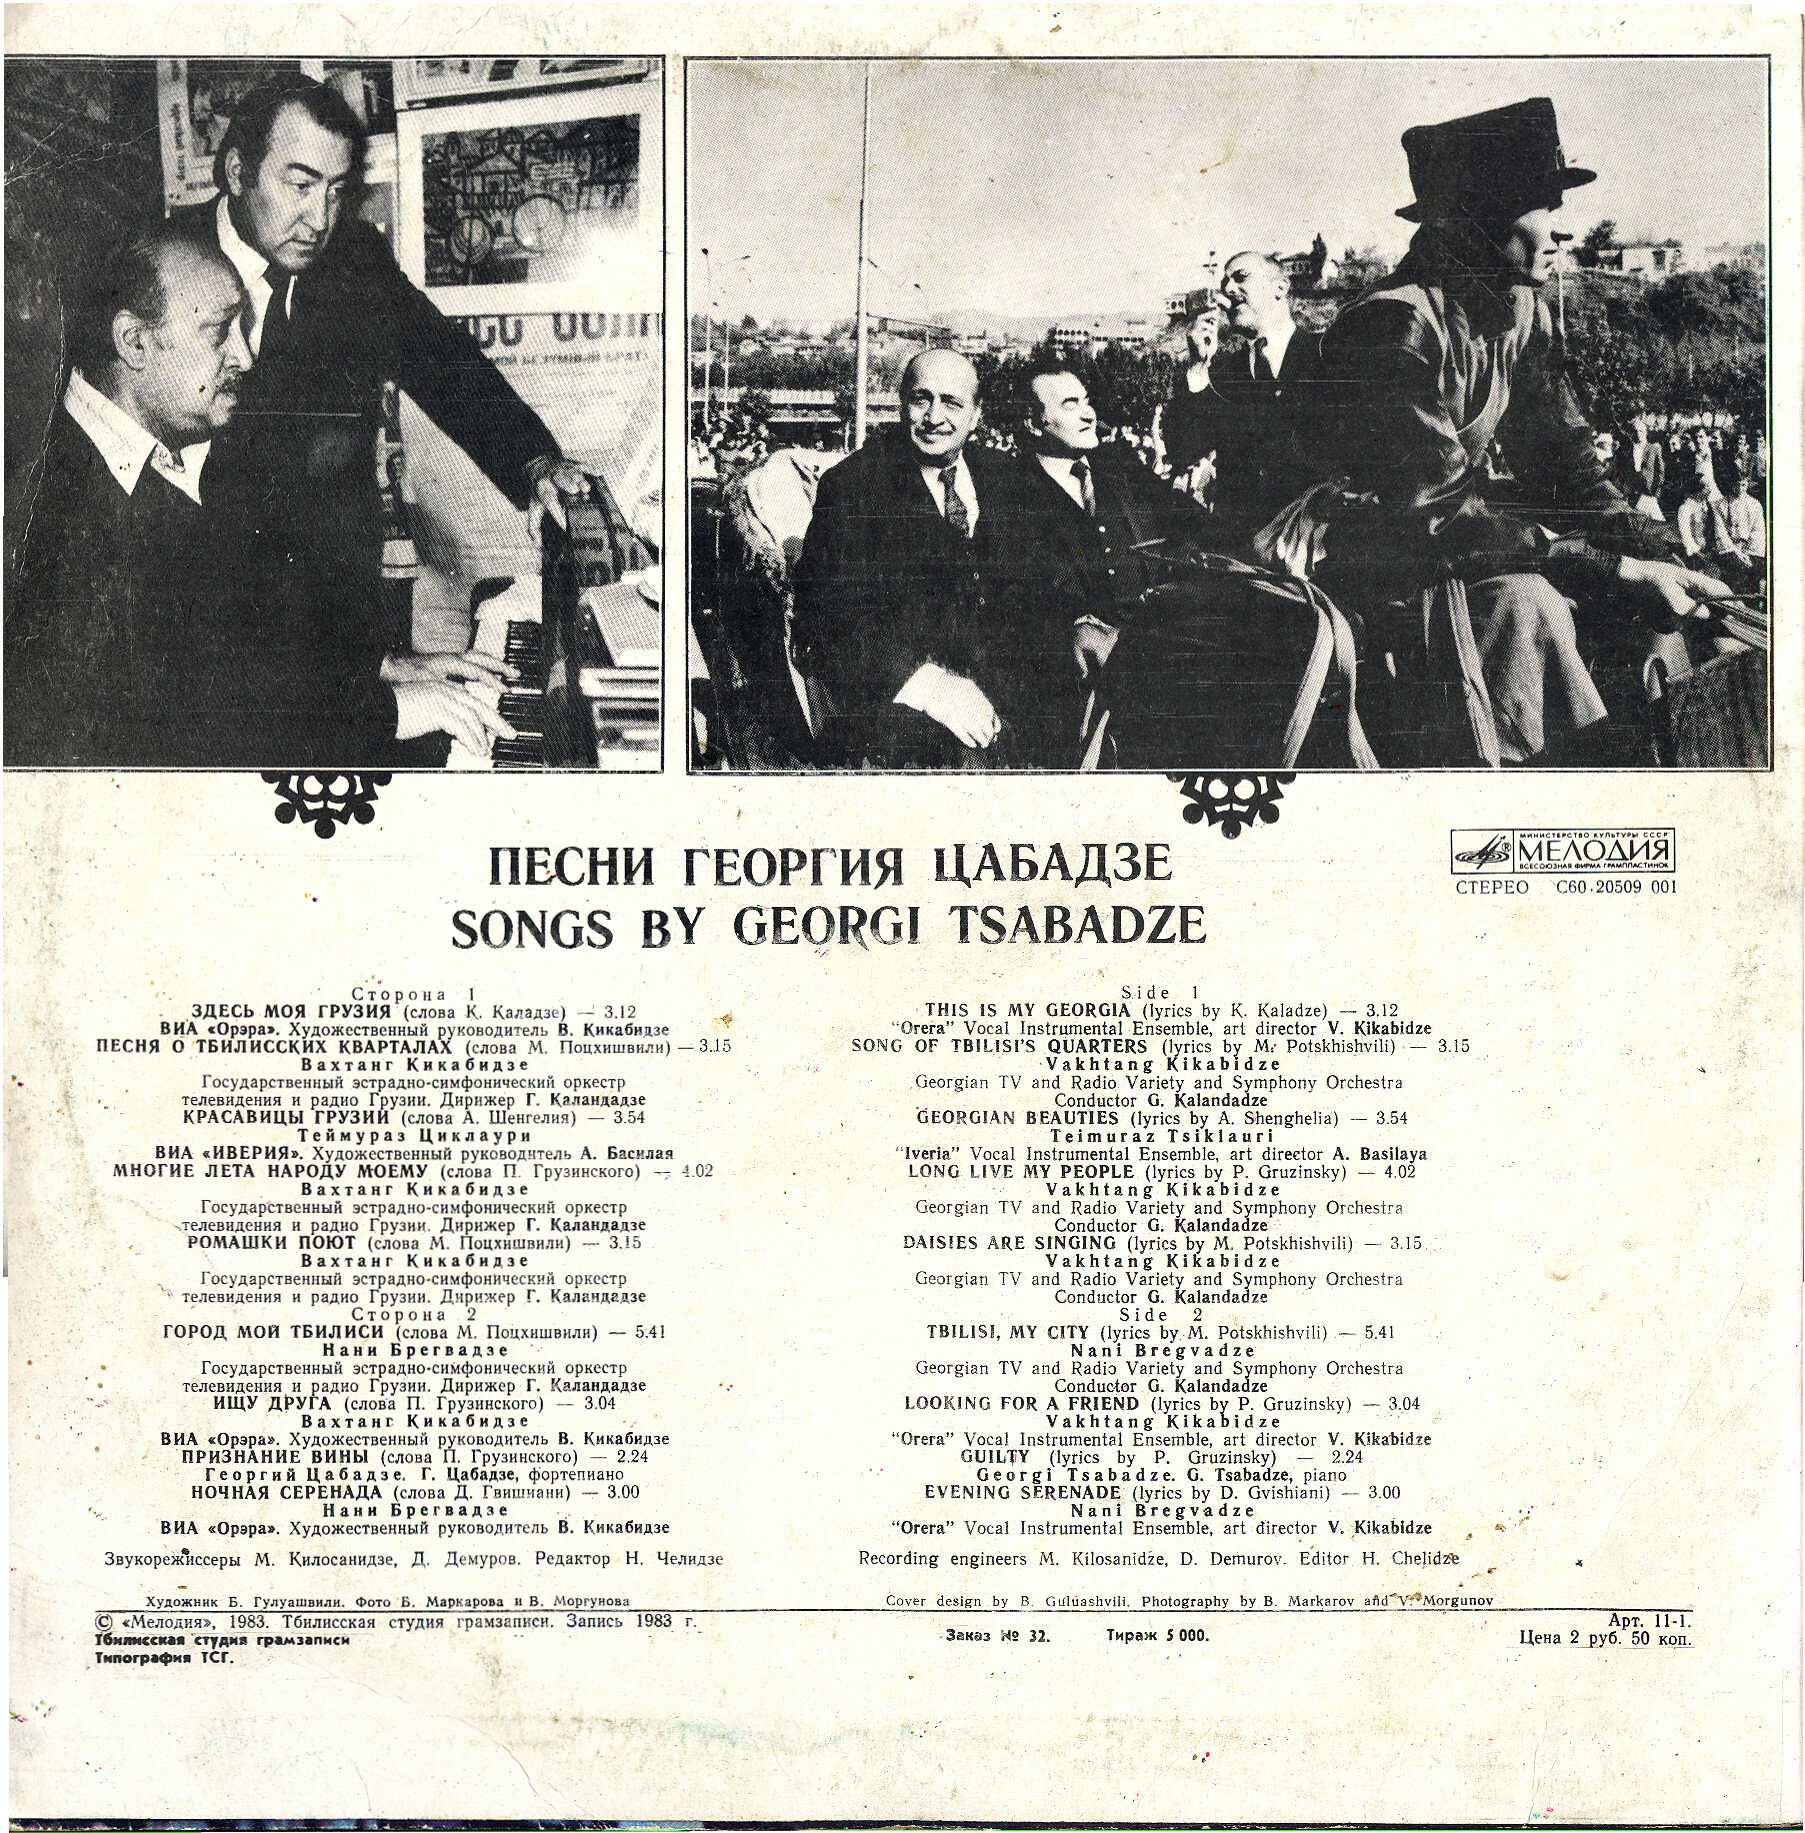 МИНИСТЕРСТВО КУЛЬТУРЫ СССР
МЕЛОДИЯ
ВСЕСОЮЗНАЯ ФИРМА ГРАМПЛАСТИНОК
СТЕРЕО С60-20509 001
ПЕСНИ ГЕОРГИЯ ЦАБАДЗЕ
SONGS BY GEORGI TSABADZE
Сторона 1
ЗДЕСЬ МОЯ ГРУЗИЯ (слова К. Каладзе) — 3.12
ВИА «Орэра». Художественный руководитель В. Кикабидзе
ПЕСНЯ О ТБИЛИССКИХ КВАРТАЛАХ (слова М. Поцхишвили) — 3.15
Вахтанг Кикабидзе
Государственный эстрадно-симфонический оркестр
телевидения и радио Грузии. Дирижер Г. Каландадзе
КРАСАВИЦЫ ГРУЗИИ (слова А. Шенгелия) — 3.54
Теймураз Циклаури
ВИА «ИВЕРИЯ». Художественный руководитель А. Басилая
МНОГИЕ ЛЕТА НАРОДУ МОЕМУ (слова П. Грузинского) — 4.02
Вахтанг Кикабидзе
Государственный эстрадно-симфонический оркестр
телевидения и радио Грузии. Дирижер Г. Каландадзе
РОМАШКИ ПОЮТ (слова М. Поцхишвили) — 3.15
Вахтанг Кикабидзе
Государственный эстрадно-симфонический оркестр
телевидения и радио Грузии. Дирижер Г. Каландадзе
Сторона 2
ГОРОД МОЙ ТБИЛИСИ (слова М. Поцхишвили) — 5.41
Нани Брегвадзе
Государственный эстрадно-симфонический оркестр
телевидения и радио Грузии. Дирижер Г. Каландадзе
ИЩУ ДРУГА (слова П. Грузинского) — 3.04
Вахтанг Кикабидзе
ВИА «Орэра». Художественный руководитель В. Кикабидзе
ПРИЗНАНИЕ ВИНЫ (слова П. Грузинского) — 2.24
Георгий Цабадзе. Г. Цабадзе, фортепиано
НОЧНАЯ СЕРЕНАДА (слова Д. Гвишиани) — 3.00
Нани Брегвадзе
ВИА «Орэра». Художественный руководитель В. Кикабидзе
Звукорежиссеры М. Килосанидзе, Д. Демуров. Редактор Н. Челидзе
Side 1
THIS IS MY GEORGIA (lyrics by K. Kaladze) — 3.12
"Orera" Vocal Instrumental Ensemble, art director V. Kikabidze
SONG OF TBILISI'S QUARTERS (lyrics by M. Potskhishvili) — 3.15
Vakhtang Kikabidze
Georgian TV and Radio Variety and Symphony Orchestra
Conductor G. Kalandadze
GEORGIAN BEAUTIES (lyrics by A. Shenghelia) — 3.54
Teimuraz Tsiklauri
"Iveria" Vocal Instrumental Ensemble, art director A. Basilaya
LONG LIVE MY PEOPLE (lyrics by P. Gruzinsky) — 4.02
Vakhtang Kikabidze
Georgian TV and Radio Variety and Symphony Orchestra
Conductor G. Kalandadze
DAISIES ARE SINGING (lyrics by M. Potskhishvili) — 3.15
Vakhtang Kikabidze
Georgian TV and Radio Variety and Symphony Orchestra
Conductor G. Kalandadze
Side 2
TBILISI, MY CITY (lyrics by M. Potskhishvili) — 5.41
Nani Bregvadze
Georgian TV and Radio Variety and Symphony Orchestra
Conductor G. Kalandadze
LOOKING FOR A FRIEND (lyrics by P. Gruzinsky) — 3.04
Vakhtang Kikabidze
"Orera" Vocal Instrumental Ensemble, art director V. Kikabidze
GUILTY (lyrics by P. Gruzinsky) — 2.24
Georgi Tsabadze. G. Tsabadze, piano
EVENING SERENADE (lyrics by D. Gvishiani) — 3.00
Nani Bregvadze
"Orera" Vocal Instrumental Ensemble, art director V. Kikabidze
Recording engineers M. Kilosanidze, D. Demurov. Editor H. Chelidze
Художник Б. Гулуашвили. Фото Б. Маркарова и В. Моргунова
Cover design by B. Guluashvili. Photography by B. Markarov and V. Morgunov
© «Мелодия», 1983. Тбилисская студия грамзаписи. Запись 1983 г.
Арт. 11-1.
Тбилисская студия грамзаписи
Заказ № 32. Тираж 5 000.
Цена 2 руб. 50 коп.
Типография ТСГ.